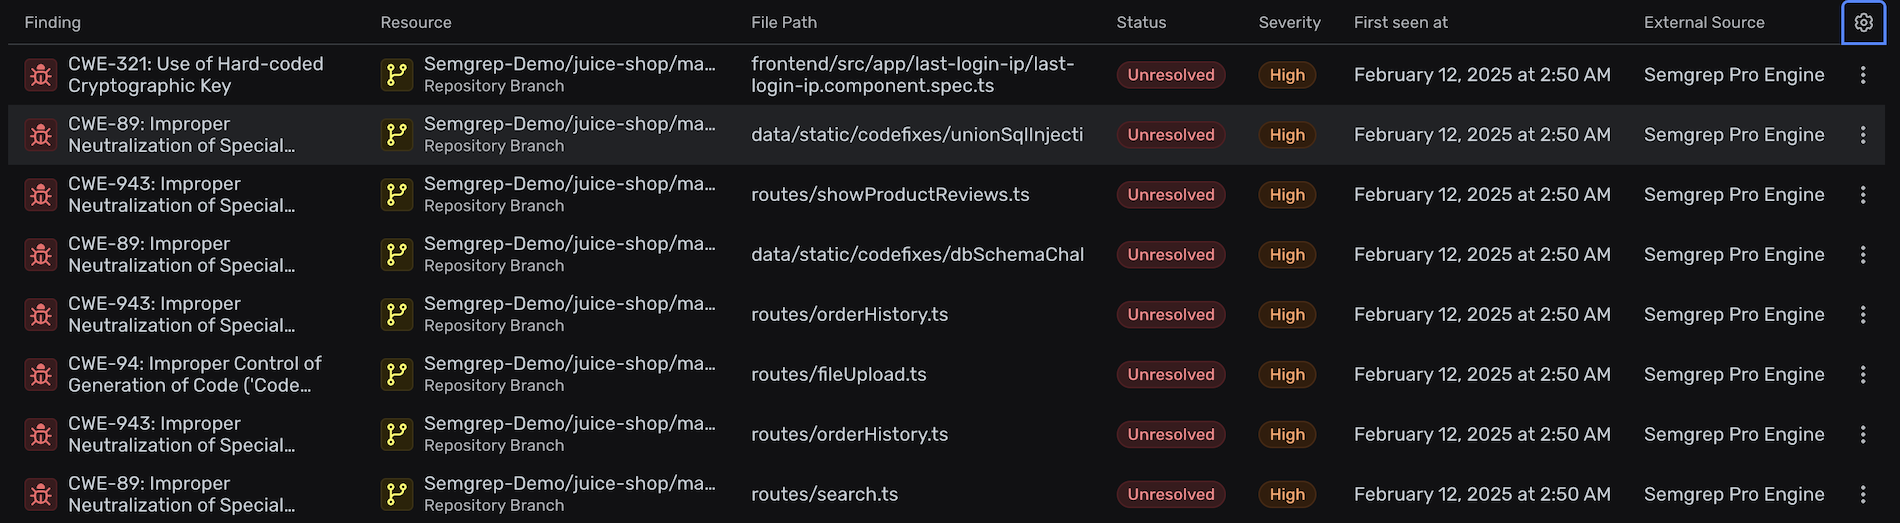 Finding Resource File Path Status Severity First seen at External Source
CWE-321: Use of Hard-coded
Cryptographic Key
Semgrep-Demo/juice-shop/ma...
Repository Branch
frontend/src/app/last-login-ip/last-
login-ip.component.spec.ts
Unresolved High February 12, 2025 at 2:50 AM Semgrep Pro Engine
CWE-89: Improper
Neutralization of Special...
Semgrep-Demo/juice-shop/ma...
Repository Branch
data/static/codefixes/unionSqlInjecti
Unresolved High February 12, 2025 at 2:50 AM Semgrep Pro Engine
CWE-943: Improper
Neutralization of Special...
Semgrep-Demo/juice-shop/ma...
Repository Branch
routes/showProductReviews.ts
Unresolved High February 12, 2025 at 2:50 AM Semgrep Pro Engine
CWE-89: Improper
Neutralization of Special...
Semgrep-Demo/juice-shop/ma...
Repository Branch
data/static/codefixes/dbSchemaChal
Unresolved High February 12, 2025 at 2:50 AM Semgrep Pro Engine
CWE-943: Improper
Neutralization of Special...
Semgrep-Demo/juice-shop/ma...
Repository Branch
routes/orderHistory.ts
Unresolved High February 12, 2025 at 2:50 AM Semgrep Pro Engine
CWE-94: Improper Control of
Generation of Code ('Code...
Semgrep-Demo/juice-shop/ma...
Repository Branch
routes/fileUpload.ts
Unresolved High February 12, 2025 at 2:50 AM Semgrep Pro Engine
CWE-943: Improper
Neutralization of Special...
Semgrep-Demo/juice-shop/ma...
Repository Branch
routes/orderHistory.ts
Unresolved High February 12, 2025 at 2:50 AM Semgrep Pro Engine
CWE-89: Improper
Neutralization of Special...
Semgrep-Demo/juice-shop/ma...
Repository Branch
routes/search.ts
Unresolved High February 12, 2025 at 2:50 AM Semgrep Pro Engine